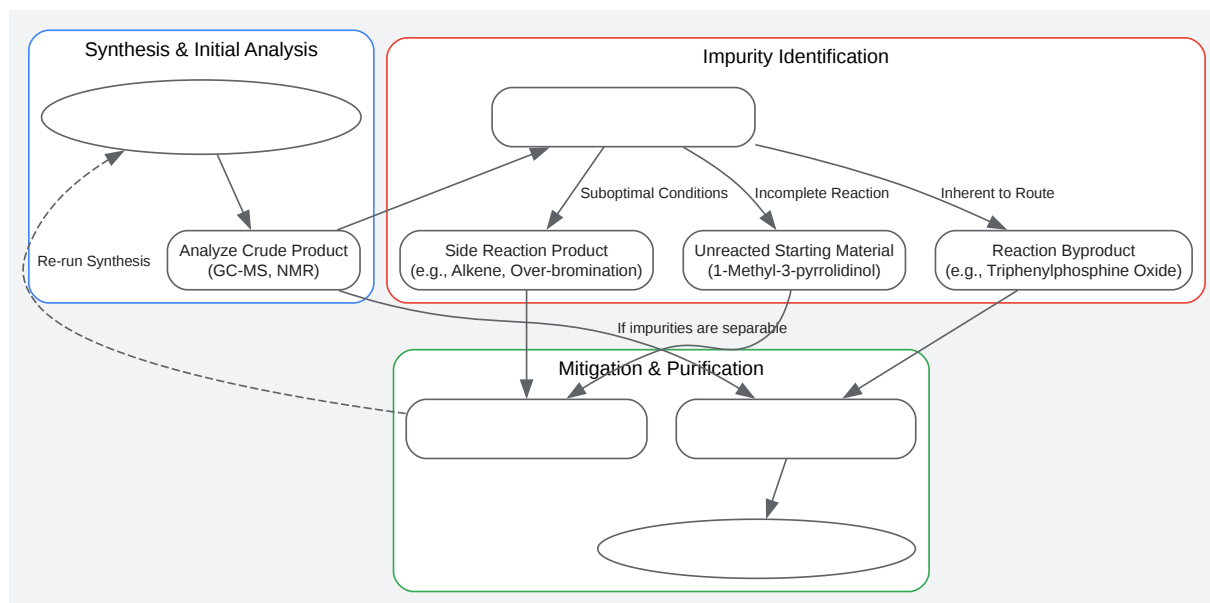 Synthesis & Initial Analysis
Impurity Identification
Suboptimal Conditions
Incomplete Reaction
Inherent to Route
Re-run Synthesis
Analyze Crude Product
(GC-MS, NMR)
Side Reaction Product
(e.g., Alkene, Over-bromination)
Unreacted Starting Material
(1-Methyl-3-pyrrolidinol)
Reaction Byproduct
(e.g., Triphenylphosphine Oxide)
If impurities are separable
Mitigation & Purification